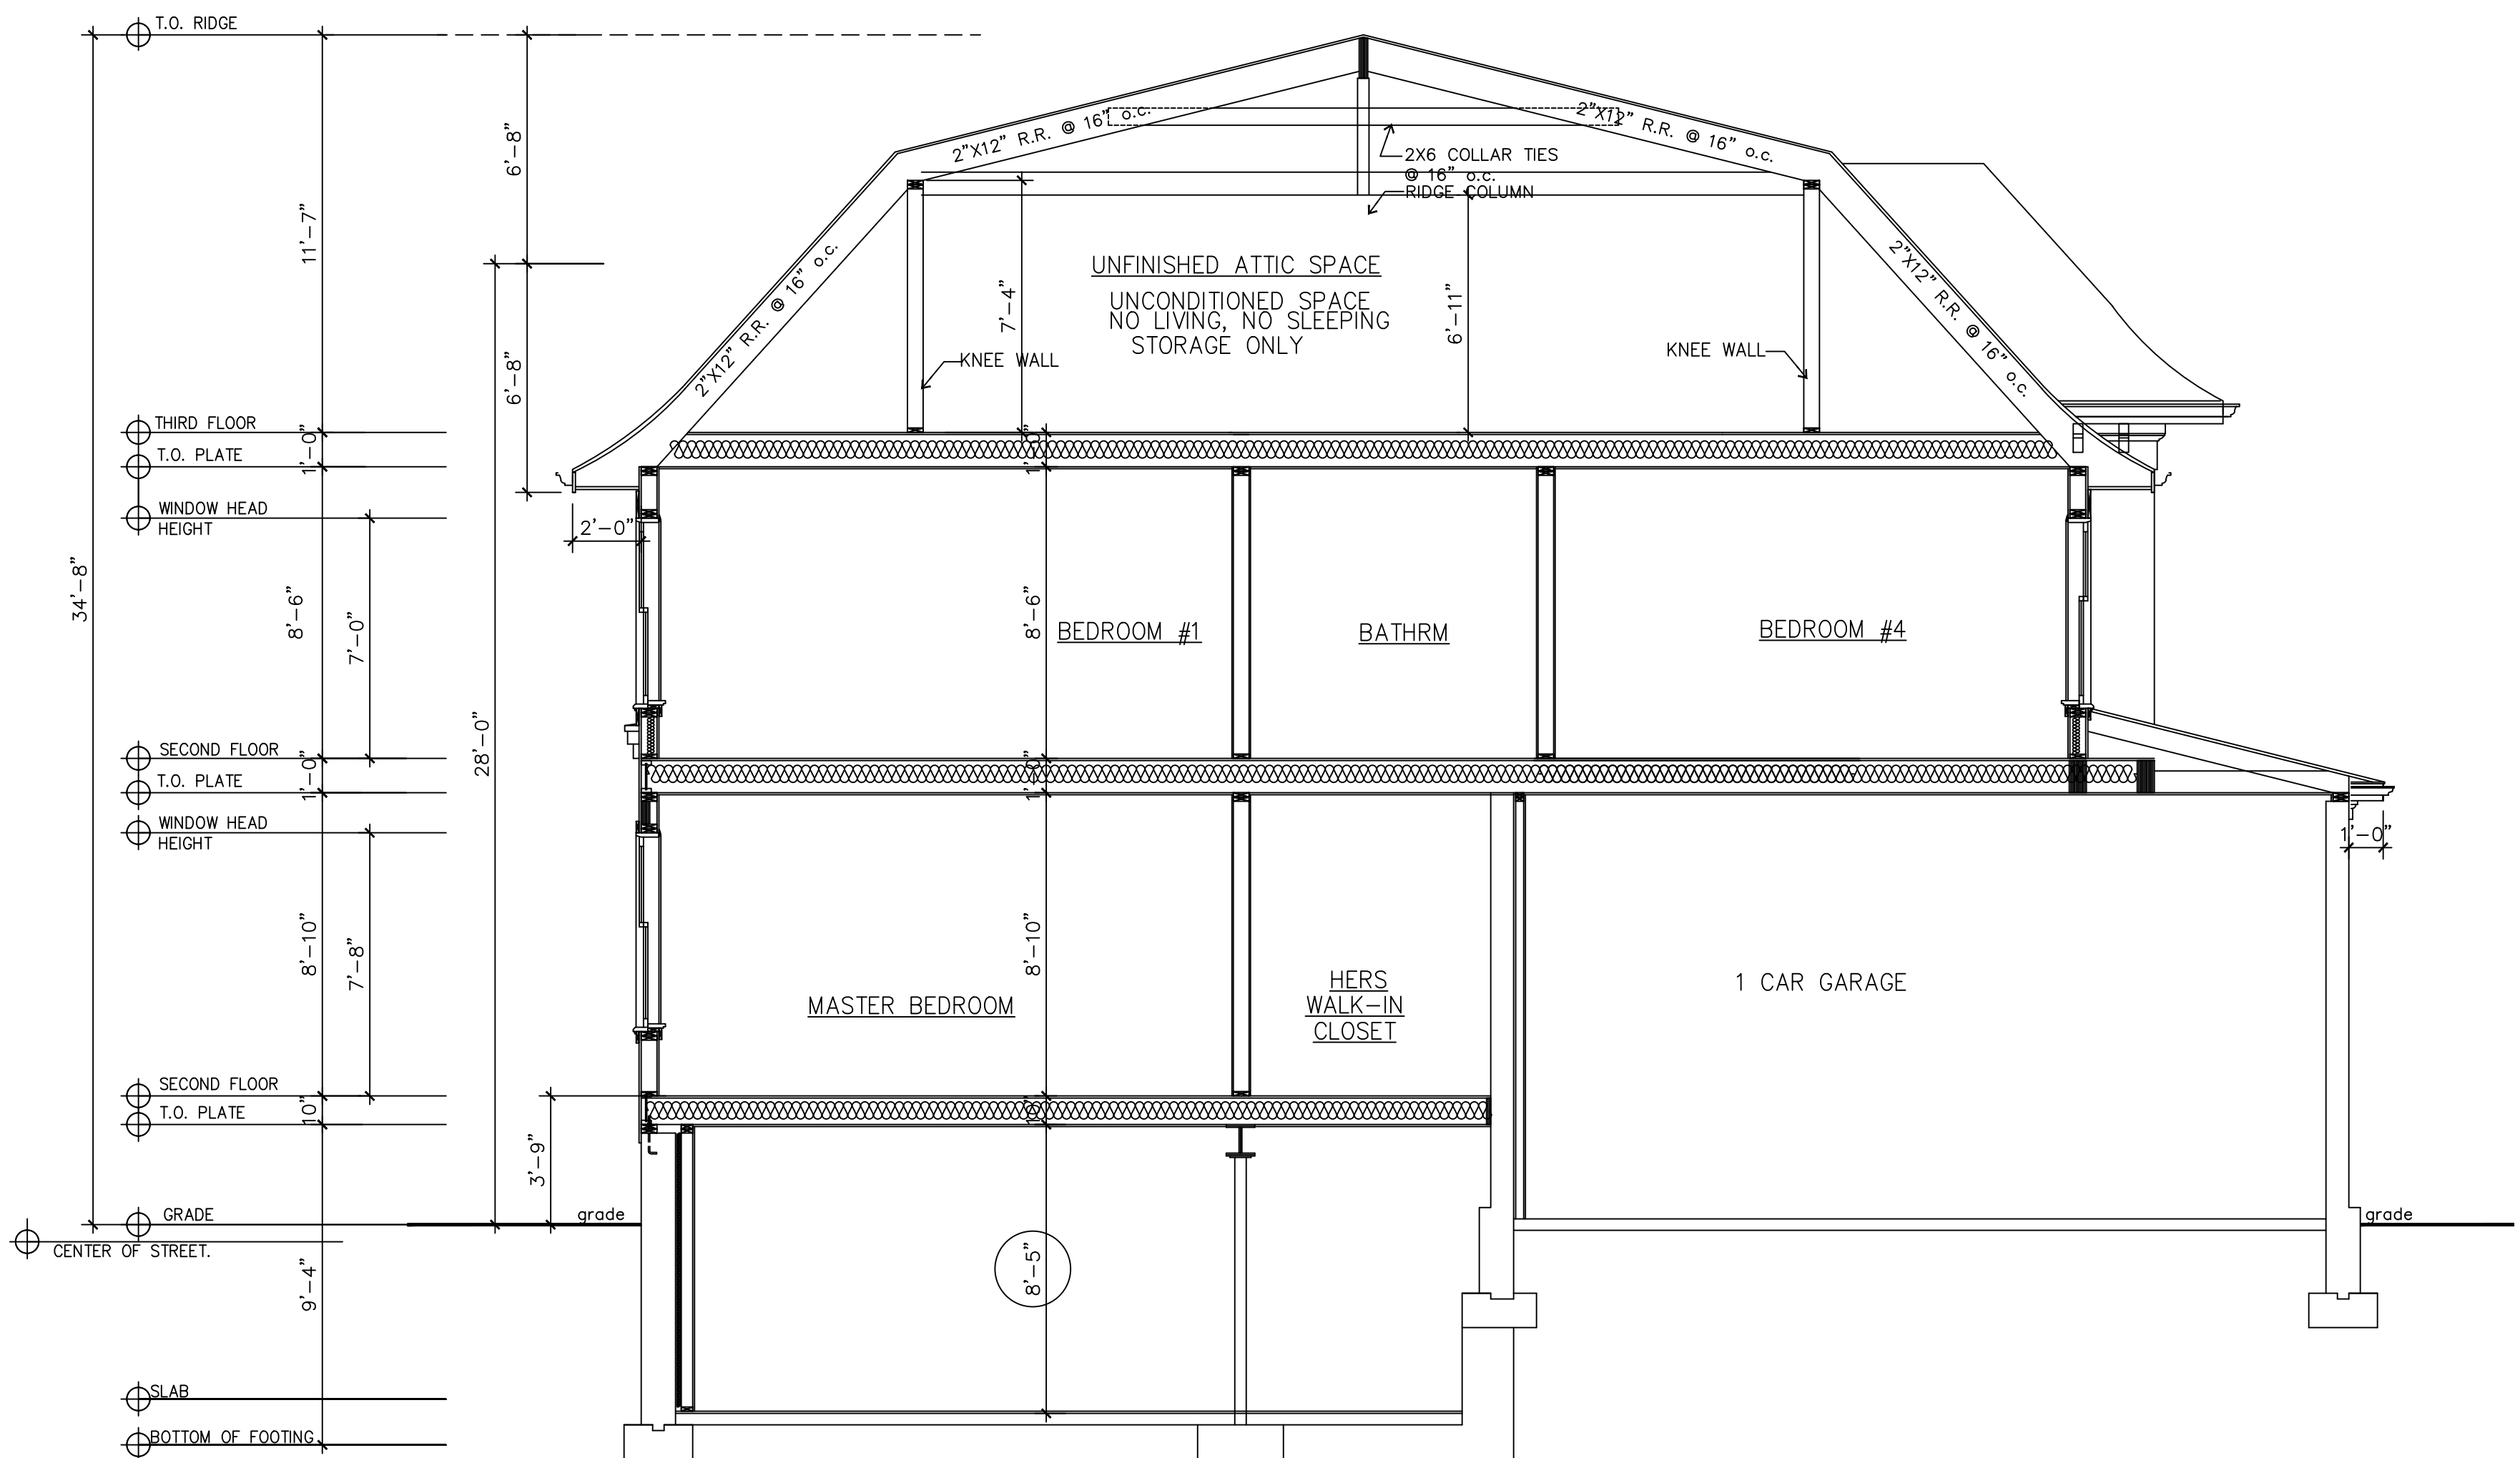 T.O. RIDGE
34'-8"
11'-7"
6'-8"
6'-8"
2"X12" R.R. @ 16" o.c.
2"X12" R.R. @ 16" o.c.
2X6 COLLAR TIES
@ 16" o.c.
RIDGE COLUMN
2"X12" R.R. @ 16" o.c.
2"X12" R.R. @ 16" o.c.
UNFINISHED ATTIC SPACE
UNCONDITIONED SPACE
NO LIVING, NO SLEEPING
STORAGE ONLY
7'-4"
6'-11"
KNEE WALL
KNEE WALL
THIRD FLOOR
1'-0"
1'-0"
T.O. PLATE
WINDOW HEAD
HEIGHT
2'-0"
8'-6"
7'-0"
8'-6"
BEDROOM #1
BATHRM
BEDROOM #4
28'-0"
SECOND FLOOR
1'-0"
1'-0"
T.O. PLATE
WINDOW HEAD
HEIGHT
1'-0"
8'-10"
7'-8"
8'-10"
MASTER BEDROOM
HERS
WALK-IN
CLOSET
1 CAR GARAGE
SECOND FLOOR
10"
10"
T.O. PLATE
3'-9"
GRADE
grade
grade
CENTER OF STREET.
9'-4"
8'-5"
SLAB
BOTTOM OF FOOTING